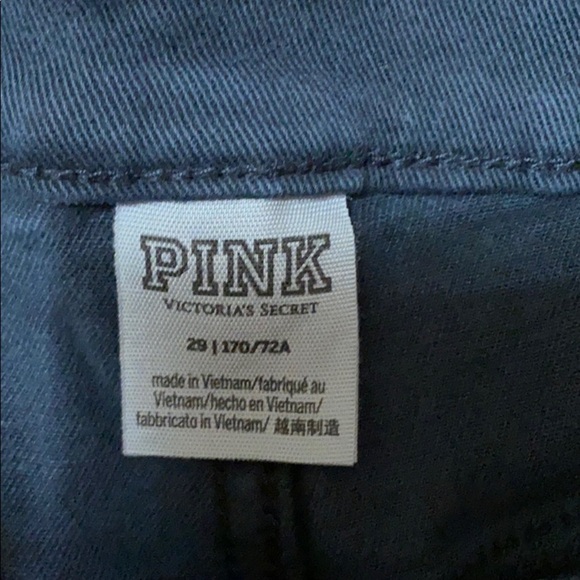 PINK
VICTORIA'S SECRET
29 | 170/72A
made in Vietnam/fabriqué au
Vietnam/hecho en Vietnam/
fabbricato in Vietnam/ 越南制造